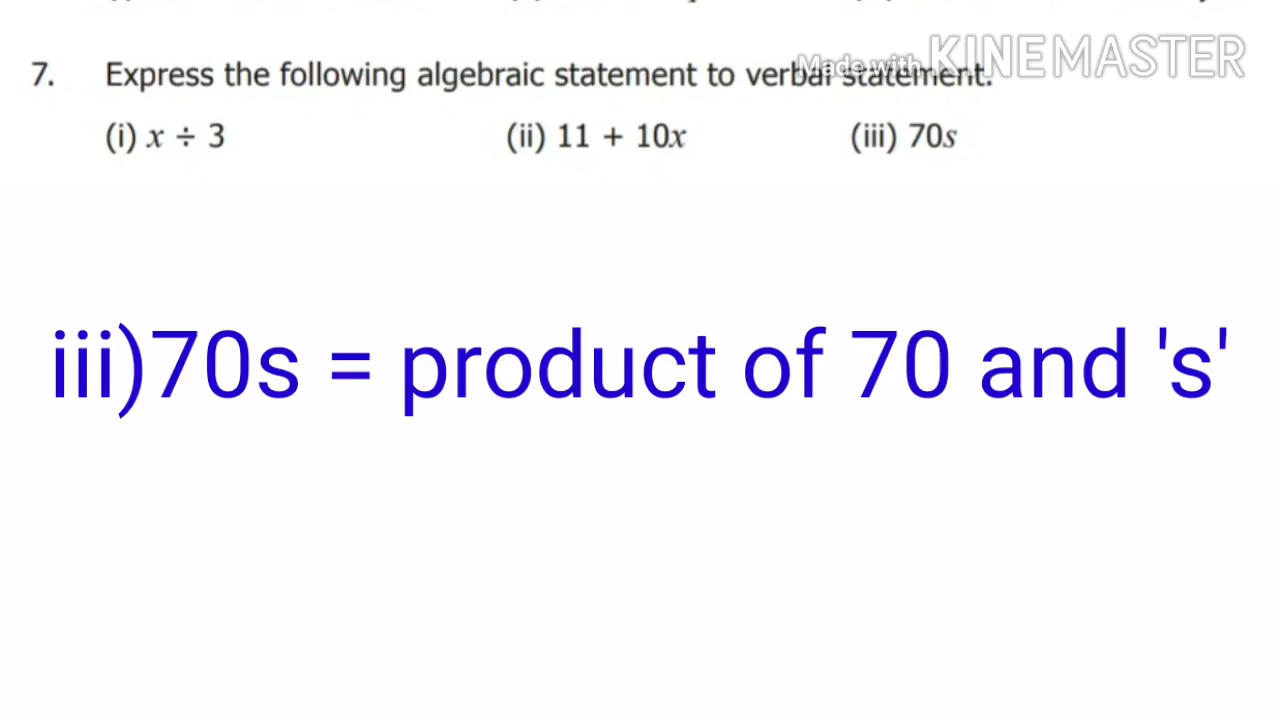 Made with KINEMASTER
7. Express the following algebraic statement to verbal statement.
(i) x ÷ 3 (ii) 11 + 10x (iii) 70s
iii)70s = product of 70 and 's'